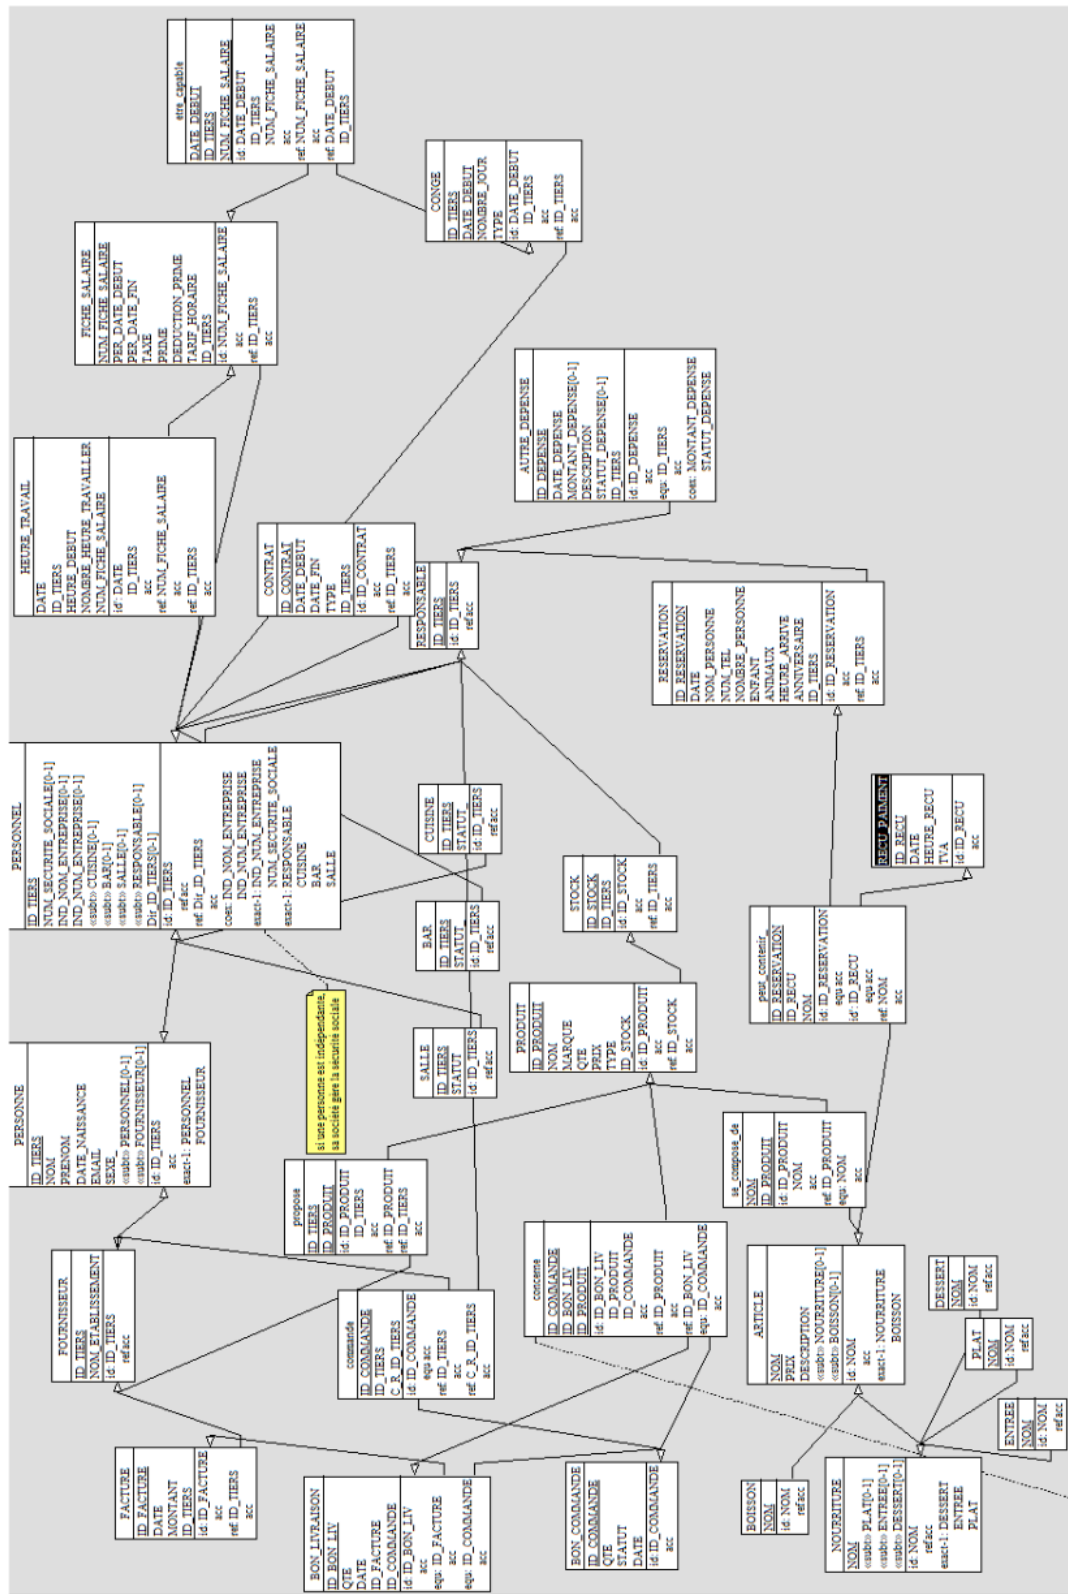 PERSONNE
ID_TIERS
NOM
PRENOM
DATE_NAISSANCE
EMAIL
SEXE_
«subt» PERSONNEL[0-1]
«subt» FOURNISSEUR[0-1]
id: ID_TIERS
acc
exact-1: PERSONNEL
FOURNISSEUR
PERSONNEL
ID_TIERS
NUM_SECURITE_SOCIALE[0-1]
IND_NOM_ENTREPRISE[0-1]
IND_NUM_ENTREPRISE[0-1]
«subt» CUISINE[0-1]
«subt» BAR[0-1]
«subt» SALLE[0-1]
«subt» RESPONSABLE[0-1]
Dir_ID_TIERS[0-1]
id: ID_TIERS
ref acc
ref: Dir_ID_TIERS
acc
coex: IND_NOM_ENTREPRISE
IND_NUM_ENTREPRISE
exact-1: IND_NUM_ENTREPRISE
NUM_SECURITE_SOCIALE
exact-1: RESPONSABLE
CUISINE
BAR
SALLE
HEURE_TRAVAIL
DATE
ID_TIERS
HEURE_DEBUT
NOMBRE_HEURE_TRAVAILLER
NUM_FICHE_SALAIRE
id': DATE
ID_TIERS
acc
ref: NUM_FICHE_SALAIRE
acc
ref: ID_TIERS
acc
FICHE_SALAIRE
NUM_FICHE_SALAIRE
PER_DATE_DEBUT
PER_DATE_FIN
TAXE
PRIME
DEDUCTION_PRIME
TARIF_HORAIRE
ID_TIERS
id: NUM_FICHE_SALAIRE
acc
ref: ID_TIERS
acc
etre_capable
DATE_DEBUT
ID_TIERS
NUM_FICHE_SALAIRE
id: DATE_DEBUT
ID_TIERS
NUM_FICHE_SALAIRE
acc
ref: NUM_FICHE_SALAIRE
acc
ref: DATE_DEBUT
ID_TIERS
FACTURE
ID_FACTURE
DATE
MONTANT
ID_TIERS
id: ID_FACTURE
acc
ref: ID_TIERS
acc
FOURNISSEUR
ID_TIERS
NOM_ETABLISSEMENT
id: ID_TIERS
ref acc
si une personne est indépendante,
sa société gère la sécurité sociale
CONTRAT
ID_CONTRAT
DATE_DEBUT
DATE_FIN
TYPE
ID_TIERS
id: ID_CONTRAT
acc
ref: ID_TIERS
acc
CONGE
ID_TIERS
DATE_DEBUT
NOMBRE_JOUR
TYPE
id: DATE_DEBUT
ID_TIERS
acc
ref: ID_TIERS
acc
BON_LIVRAISON
ID_BON_LIV
QTE
DATE
ID_FACTURE
ID_COMMANDE
id: ID_BON_LIV
acc
equ: ID_FACTURE
acc
equ: ID_COMMANDE
acc
commande
ID_COMMANDE
ID_TIERS
C_R_ID_TIERS
id: ID_COMMANDE
equ acc
ref: ID_TIERS
acc
ref: C_R_ID_TIERS
acc
propose
ID_TIERS
ID_PRODUIT
id: ID_PRODUIT
ID_TIERS
acc
ref: ID_PRODUIT
ref: ID_TIERS
acc
SALLE
ID_TIERS
STATUT
id: ID_TIERS
ref acc
BAR
ID_TIERS
STATUT_
id: ID_TIERS
ref acc
CUISINE
ID_TIERS
STATUT_
id: ID_TIERS
ref acc
RESPONSABLE
ID_TIERS
id: ID_TIERS
ref acc
AUTRE_DEPENSE
ID_DEPENSE
DATE_DEPENSE
MONTANT_DEPENSE[0-1]
DESCRIPTION
STATUT_DEPENSE[0-1]
ID_TIERS
id: ID_DEPENSE
acc
equ: ID_TIERS
acc
coex: MONTANT_DEPENSE
STATUT_DEPENSE
BON_COMMANDE
ID_COMMANDE
QTE
STATUT
DATE
id: ID_COMMANDE
acc
concerne
ID_COMMANDE
ID_BON_LIV
ID_PRODUIT
id: ID_BON_LIV
ID_PRODUIT
ID_COMMANDE
acc
ref: ID_PRODUIT
acc
ref: ID_BON_LIV
equ: ID_COMMANDE
acc
PRODUIT
ID_PRODUIT
NOM
MARQUE
QTE
PRIX
TYPE
ID_STOCK
id: ID_PRODUIT
acc
ref: ID_STOCK
acc
STOCK
ID_STOCK
ID_TIERS
id: ID_STOCK
acc
ref: ID_TIERS
acc
RESERVATION
ID_RESERVATION
DATE
NOM_PERSONNE
NUM_TEL
NOMBRE_PERSONNE
ENFANT
ANIMAUX
HEURE_ARRIVE
ANNIVERSAIRE
ID_TIERS
id: ID_RESERVATION
acc
ref: ID_TIERS
acc
se_compose_de
NOM
ID_PRODUIT
id: ID_PRODUIT
NOM
acc
ref: ID_PRODUIT
equ: NOM
acc
peut_contenir_
ID_RESERVATION
ID_RECU
NOM
id: ID_RESERVATION
equ acc
id': ID_RECU
equ acc
ref: NOM
acc
RECU_PAIMENT
ID_RECU
DATE
HEURE_RECU
TVA
id: ID_RECU
acc
ARTICLE
NOM
PRIX
DESCRIPTION
«subt» NOURRITURE[0-1]
«subt» BOISSON[0-1]
id: NOM
acc
exact-1: NOURRITURE
BOISSON
BOISSON
NOM
id: NOM
ref acc
NOURRITURE
NOM
«subt» PLAT[0-1]
«subt» ENTREE[0-1]
«subt» DESSERT[0-1]
id: NOM
ref acc
exact-1: DESSERT
ENTREE
PLAT
DESSERT
NOM
id: NOM
ref acc
PLAT
NOM
id: NOM
ref acc
ENTREE
NOM
id: NOM
ref acc